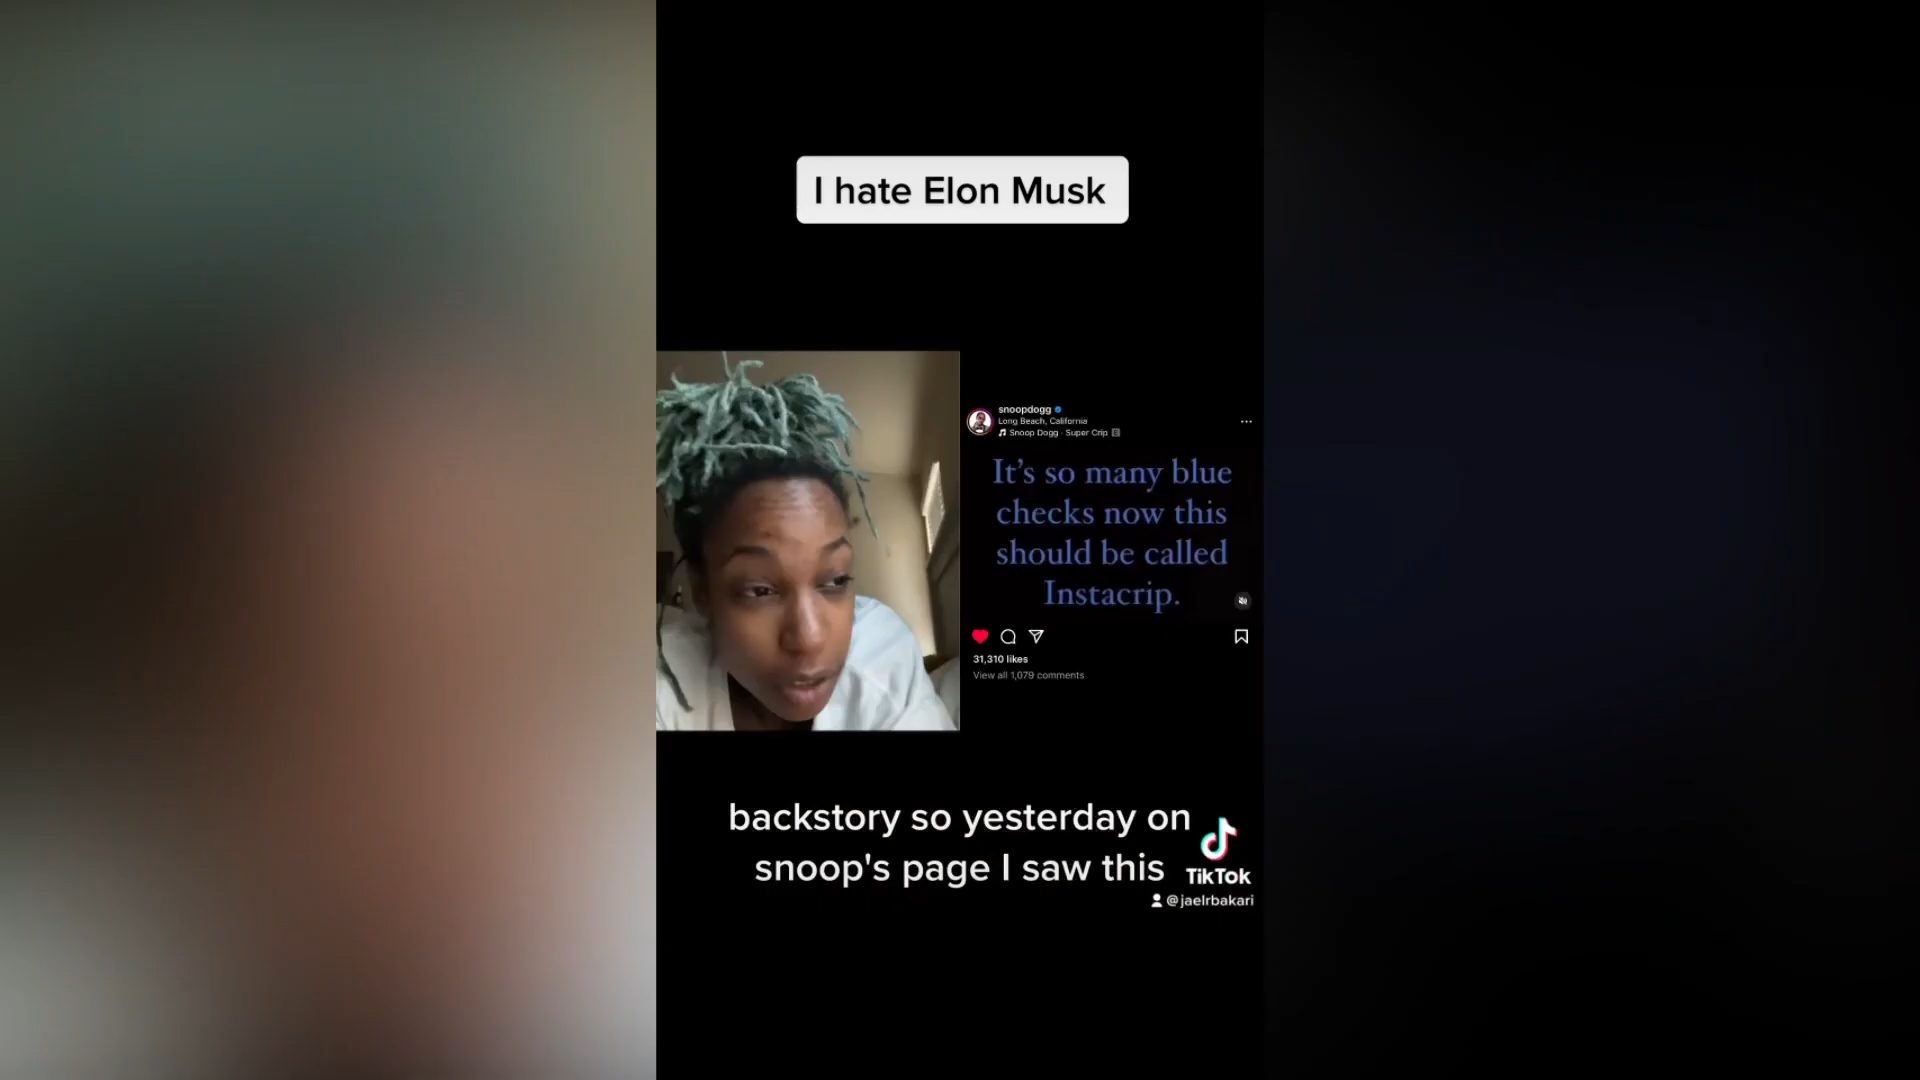 I hate Elon Musk
snoopdogg
Long Beach, California
Snoop Dogg · Super Crip E
It's so many blue
checks now this
should be called
Instacrip.
31,310 likes
View all 1,079 comments
backstory so yesterday on
snoop's page I saw this
TikTok
@jaelrbakari